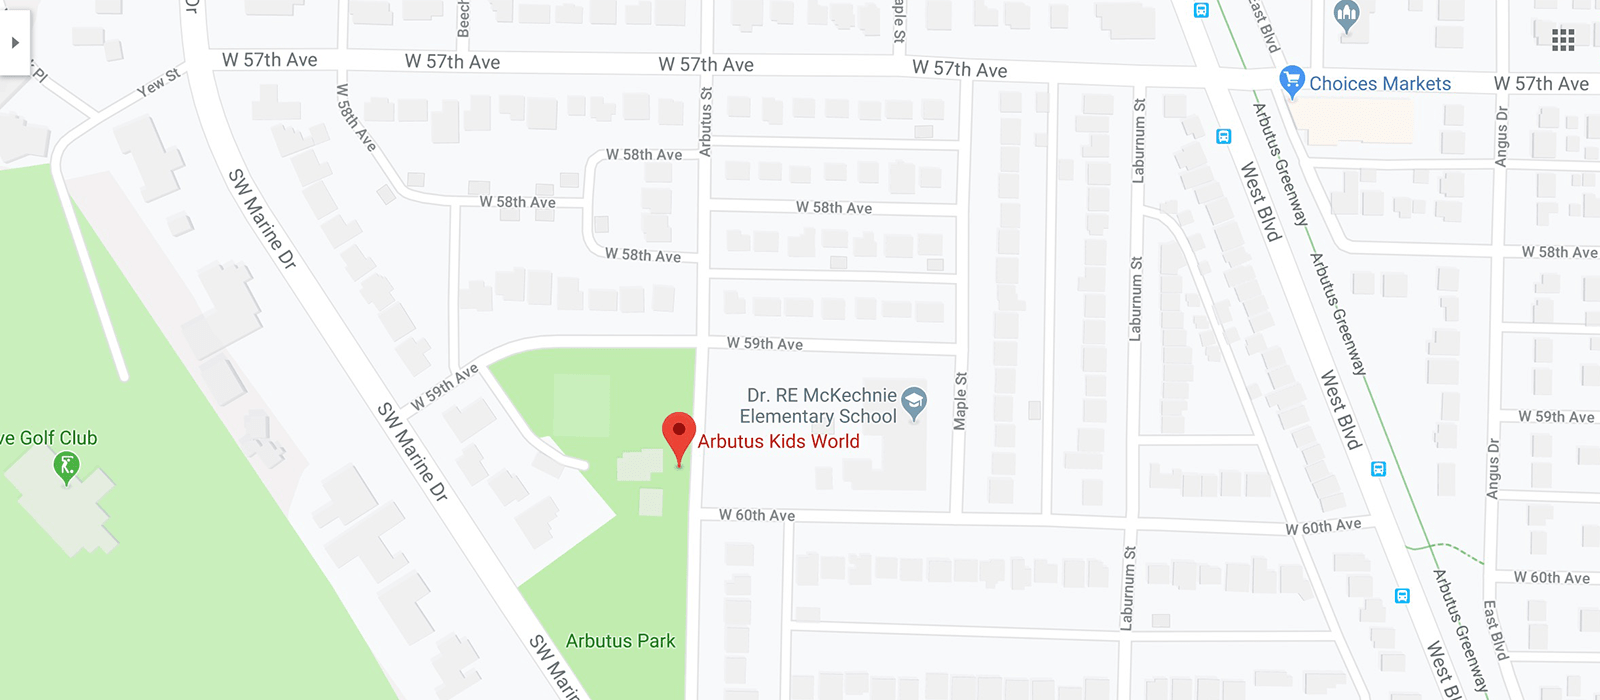 Dr
Beech
St
East Blvd
W 57th Ave
W 57th Ave
W 57th Ave
W 57th Ave
Choices Markets
W 57th Ave
Pl
Yew St
W 58th Ave
Arbutus St
Laburnum St
Arbutus Greenway
Angus Dr
W 58th Ave
SW Marine Dr
W 58th Ave
W 58th Ave
West Blvd
W 58th Ave
W 58th Ave
Laburnum St
Arbutus Greenway
W 59th Ave
W 59th Ave
Maple St
West Blvd
Dr. RE McKechnie
Elementary School
Arbutus Kids World
W 59th Ave
SW Marine Dr
ve Golf Club
Angus Dr
W 60th Ave
W 60th Ave
Laburnum St
W 60th Ave
Arbutus Greenway
East Blvd
Arbutus Park
SW Marin
West Bl